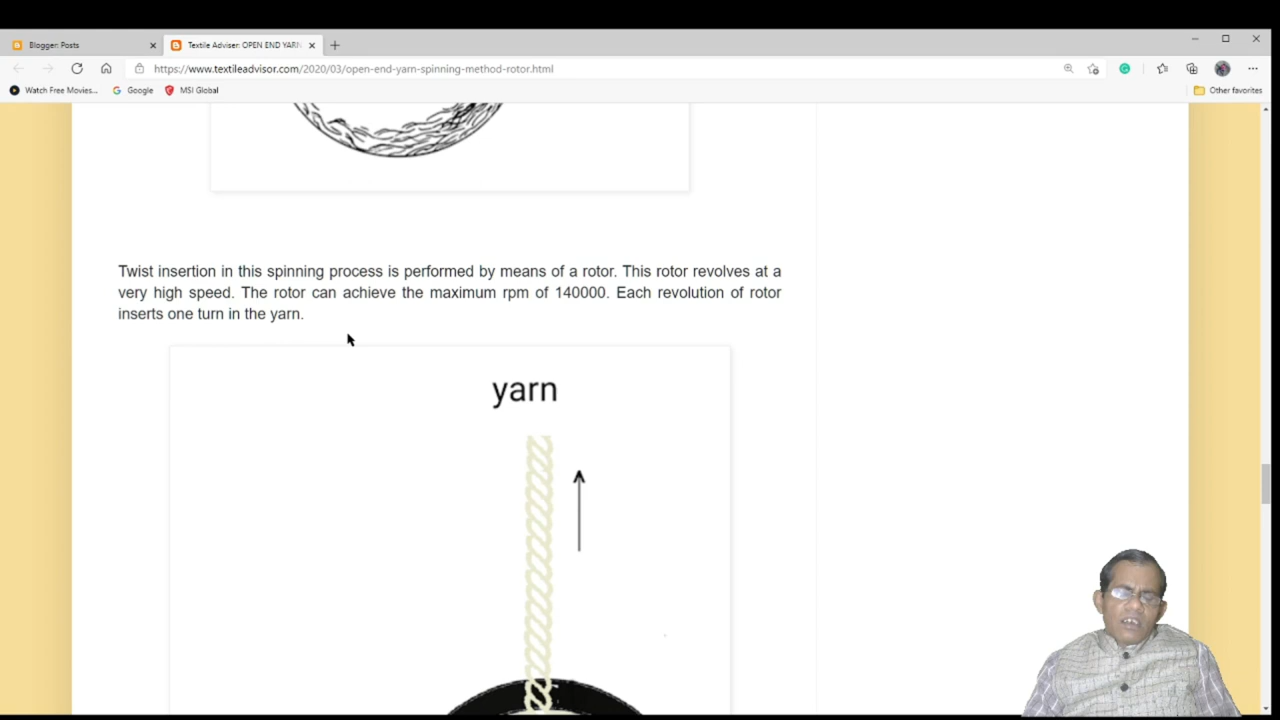 Blogger: Posts
Textile Adviser: OPEN END YARN
https://www.textileadvisor.com/2020/03/open-end-yarn-spinning-method-rotor.html
Watch Free Movies...
Google
MSI Global
Other favorites
Twist insertion in this spinning process is performed by means of a rotor. This rotor revolves at a
very high speed. The rotor can achieve the maximum rpm of 140000. Each revolution of rotor
inserts one turn in the yarn.
yarn